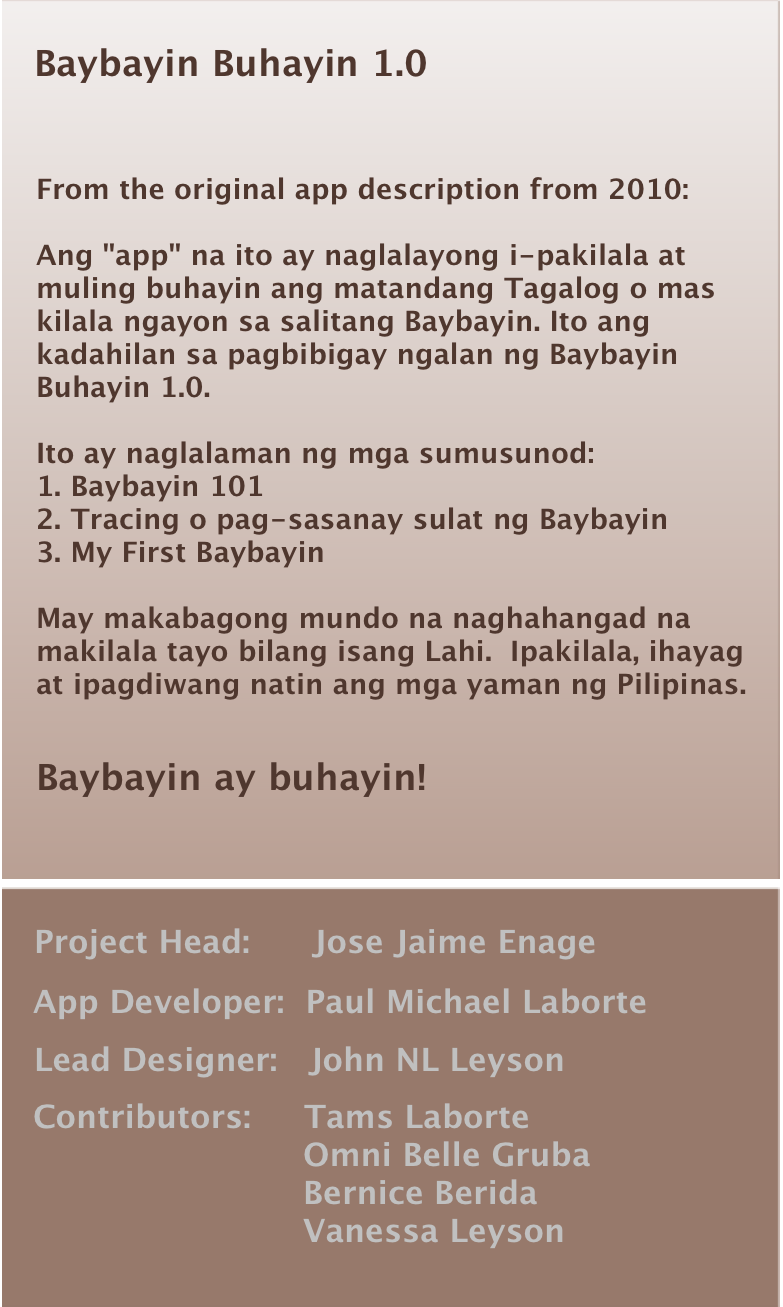 Baybayin Buhayin 1.0
From the original app description from 2010:
Ang "app" na ito ay naglalayong i-pakilala at
muling buhayin ang matandang Tagalog o mas
kilala ngayon sa salitang Baybayin. Ito ang
kadahilan sa pagbibigay ngalan ng Baybayin
Buhayin 1.0.
Ito ay naglalaman ng mga sumusunod:
1. Baybayin 101
2. Tracing o pag-sasanay sulat ng Baybayin
3. My First Baybayin
May makabagong mundo na naghahangad na
makilala tayo bilang isang Lahi.  Ipakilala, ihayag
at ipagdiwang natin ang mga yaman ng Pilipinas.
Baybayin ay buhayin!
Project Head: Jose Jaime Enage
App Developer: Paul Michael Laborte
Lead Designer: John NL Leyson
Contributors: Tams Laborte
Omni Belle Gruba
Bernice Berida
Vanessa Leyson